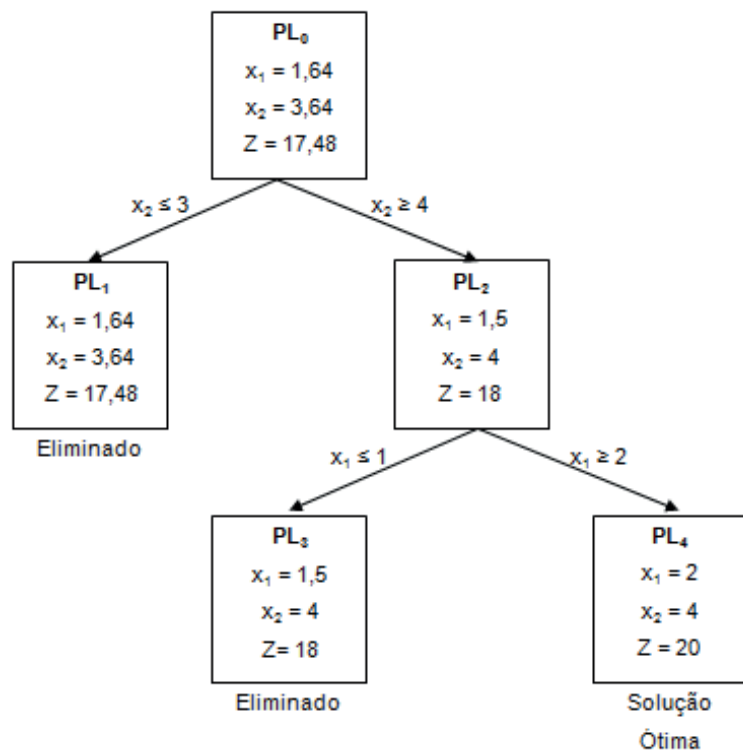 PL₀
x₁ = 1,64
x₂ = 3,64
Z = 17,48
x₂ ≤ 3
x₂ ≥ 4
PL₁
x₁ = 1,64
x₂ = 3,64
Z = 17,48
Eliminado
PL₂
x₁ = 1,5
x₂ = 4
Z = 18
x₁ ≤ 1
x₁ ≥ 2
PL₃
x₁ = 1,5
x₂ = 4
Z= 18
Eliminado
PL₄
x₁ = 2
x₂ = 4
Z = 20
Solução
Ótima